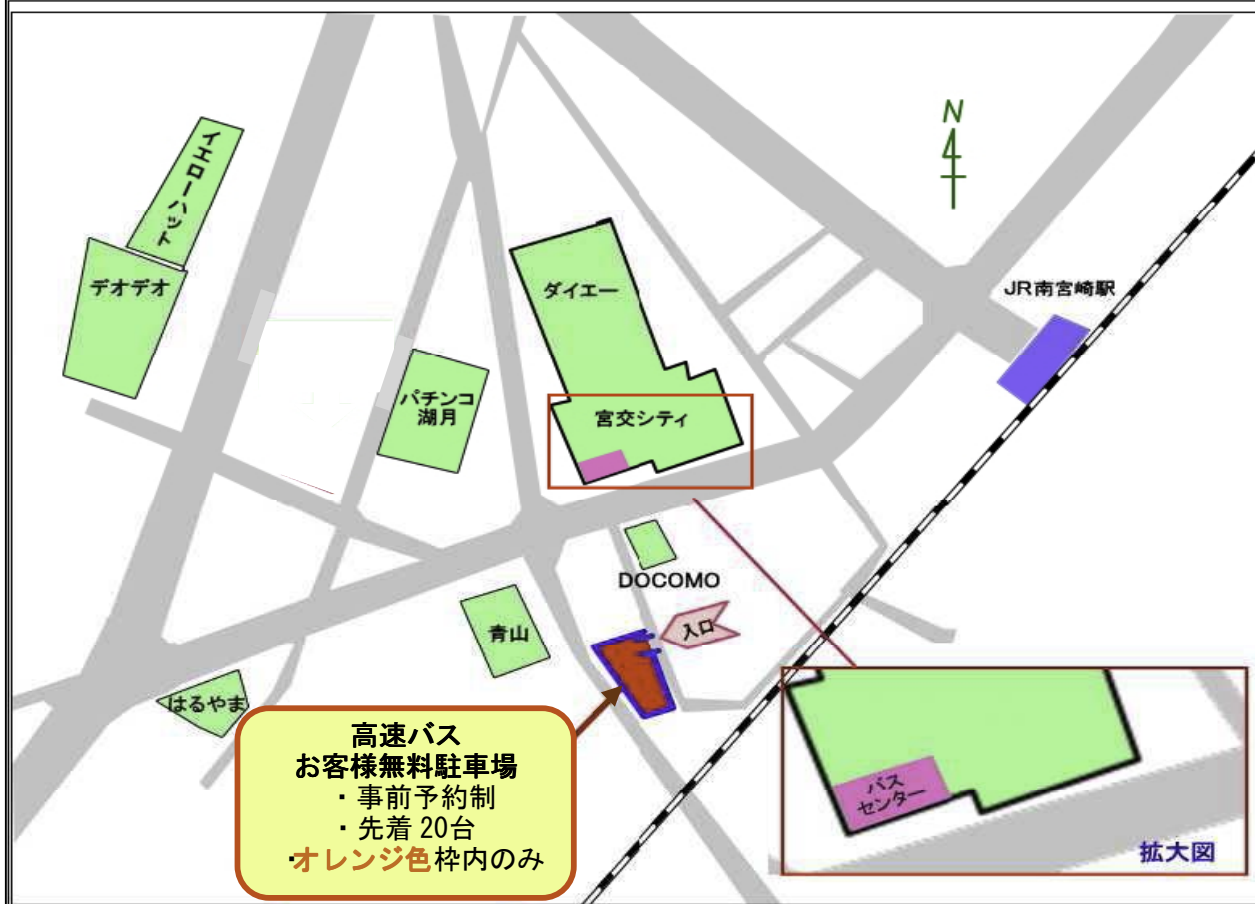 N
イエローハット
デオデオ
ダイエー
JR南宮崎駅
パチンコ
湖月
宮交シティ
DOCOMO
入口
青山
はるやま
高速バス
お客様無料駐車場
・事前予約制
・先着20台
・オレンジ色枠内のみ
バス
センター
拡大図